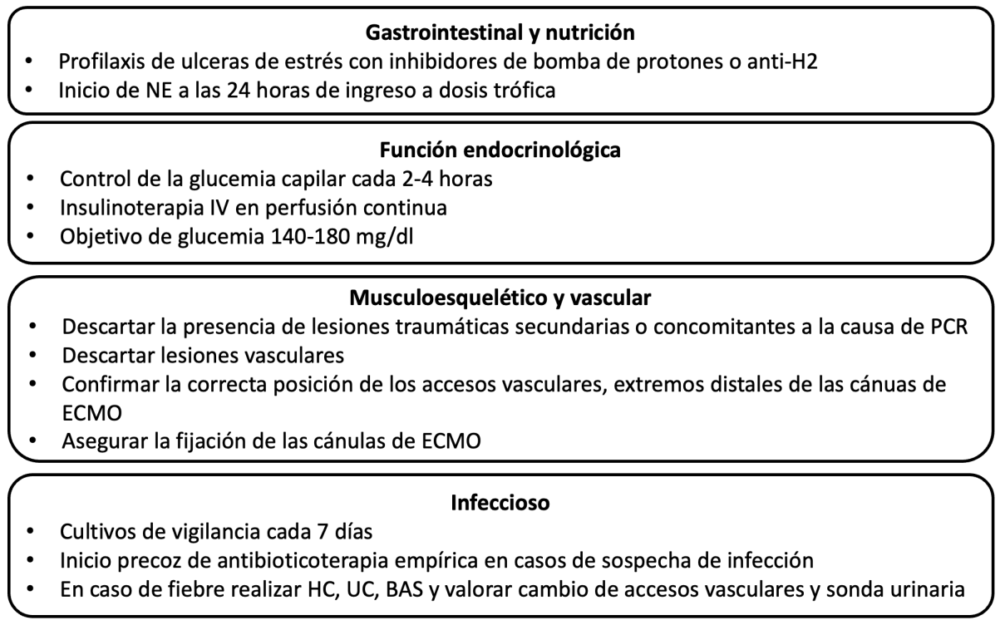 Gastrointestinal y nutrición
• Profilaxis de ulceras de estrés con inhibidores de bomba de protones o anti-H2
• Inicio de NE a las 24 horas de ingreso a dosis trófica
Función endocrinológica
• Control de la glucemia capilar cada 2-4 horas
• Insulinoterapia IV en perfusión continua
• Objetivo de glucemia 140-180 mg/dl
Musculoesquelético y vascular
• Descartar la presencia de lesiones traumáticas secundarias o concomitantes a la causa de PCR
• Descartar lesiones vasculares
• Confirmar la correcta posición de los accesos vasculares, extremos distales de las cánuas de
ECMO
• Asegurar la fijación de las cánulas de ECMO
Infeccioso
• Cultivos de vigilancia cada 7 días
• Inicio precoz de antibioticoterapia empírica en casos de sospecha de infección
• En caso de fiebre realizar HC, UC, BAS y valorar cambio de accesos vasculares y sonda urinaria